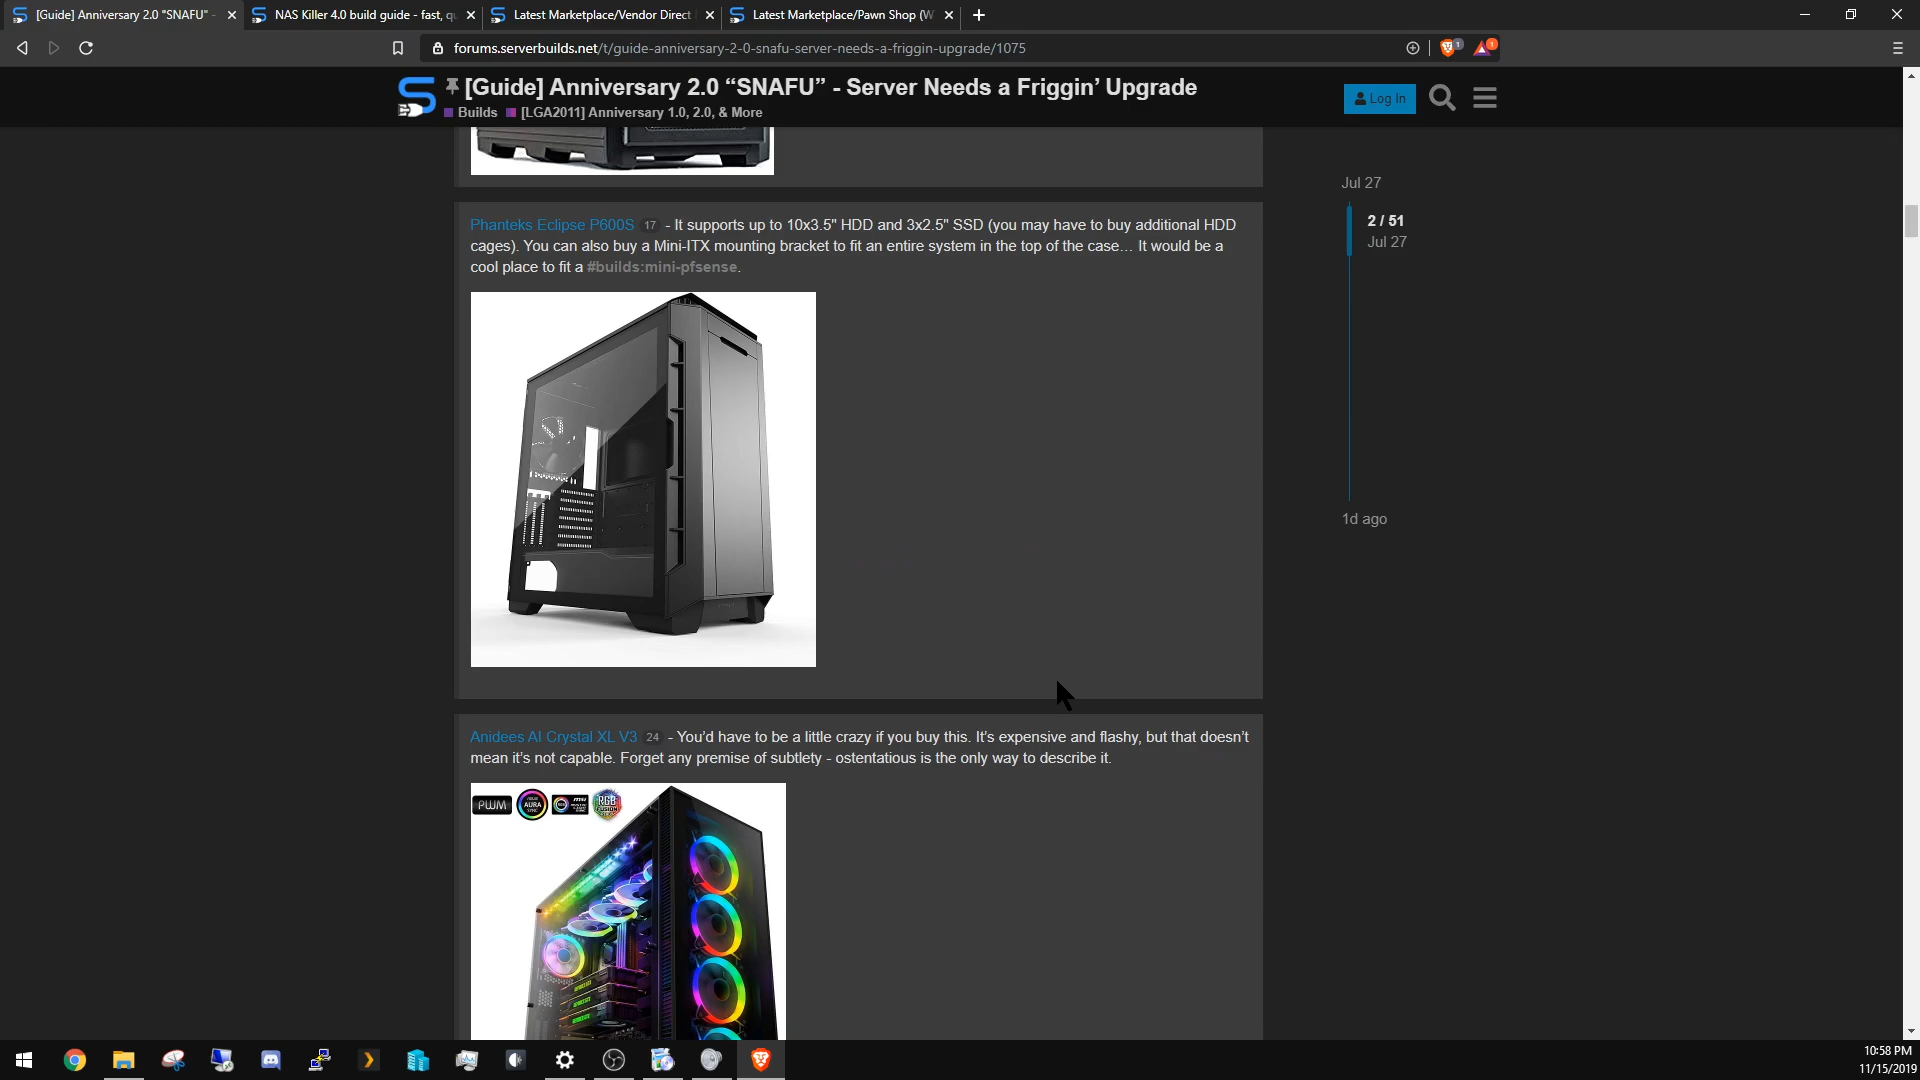 [Guide] Anniversary 2.0 "SNAFU" -
NAS Killer 4.0 build guide - fast, qu
Latest Marketplace/Vendor Direct
Latest Marketplace/Pawn Shop (W
forums.serverbuilds.net/t/guide-anniversary-2-0-snafu-server-needs-a-friggin-upgrade/1075
1
1
[Guide] Anniversary 2.0 “SNAFU” - Server Needs a Friggin’ Upgrade
Builds [LGA2011] Anniversary 1.0, 2.0, & More
Log In
Jul 27
2 / 51
Jul 27
1d ago
Phanteks Eclipse P600S 17 - It supports up to 10x3.5" HDD and 3x2.5" SSD (you may have to buy additional HDD
cages). You can also buy a Mini-ITX mounting bracket to fit an entire system in the top of the case… It would be a
cool place to fit a #builds:mini-pfsense.
Anidees AI Crystal XL V3 24 - You’d have to be a little crazy if you buy this. It’s expensive and flashy, but that doesn’t
mean it’s not capable. Forget any premise of subtlety - ostentatious is the only way to describe it.
PWM
AURA
SYNC
RGB
FUSION
10:58 PM
11/15/2019